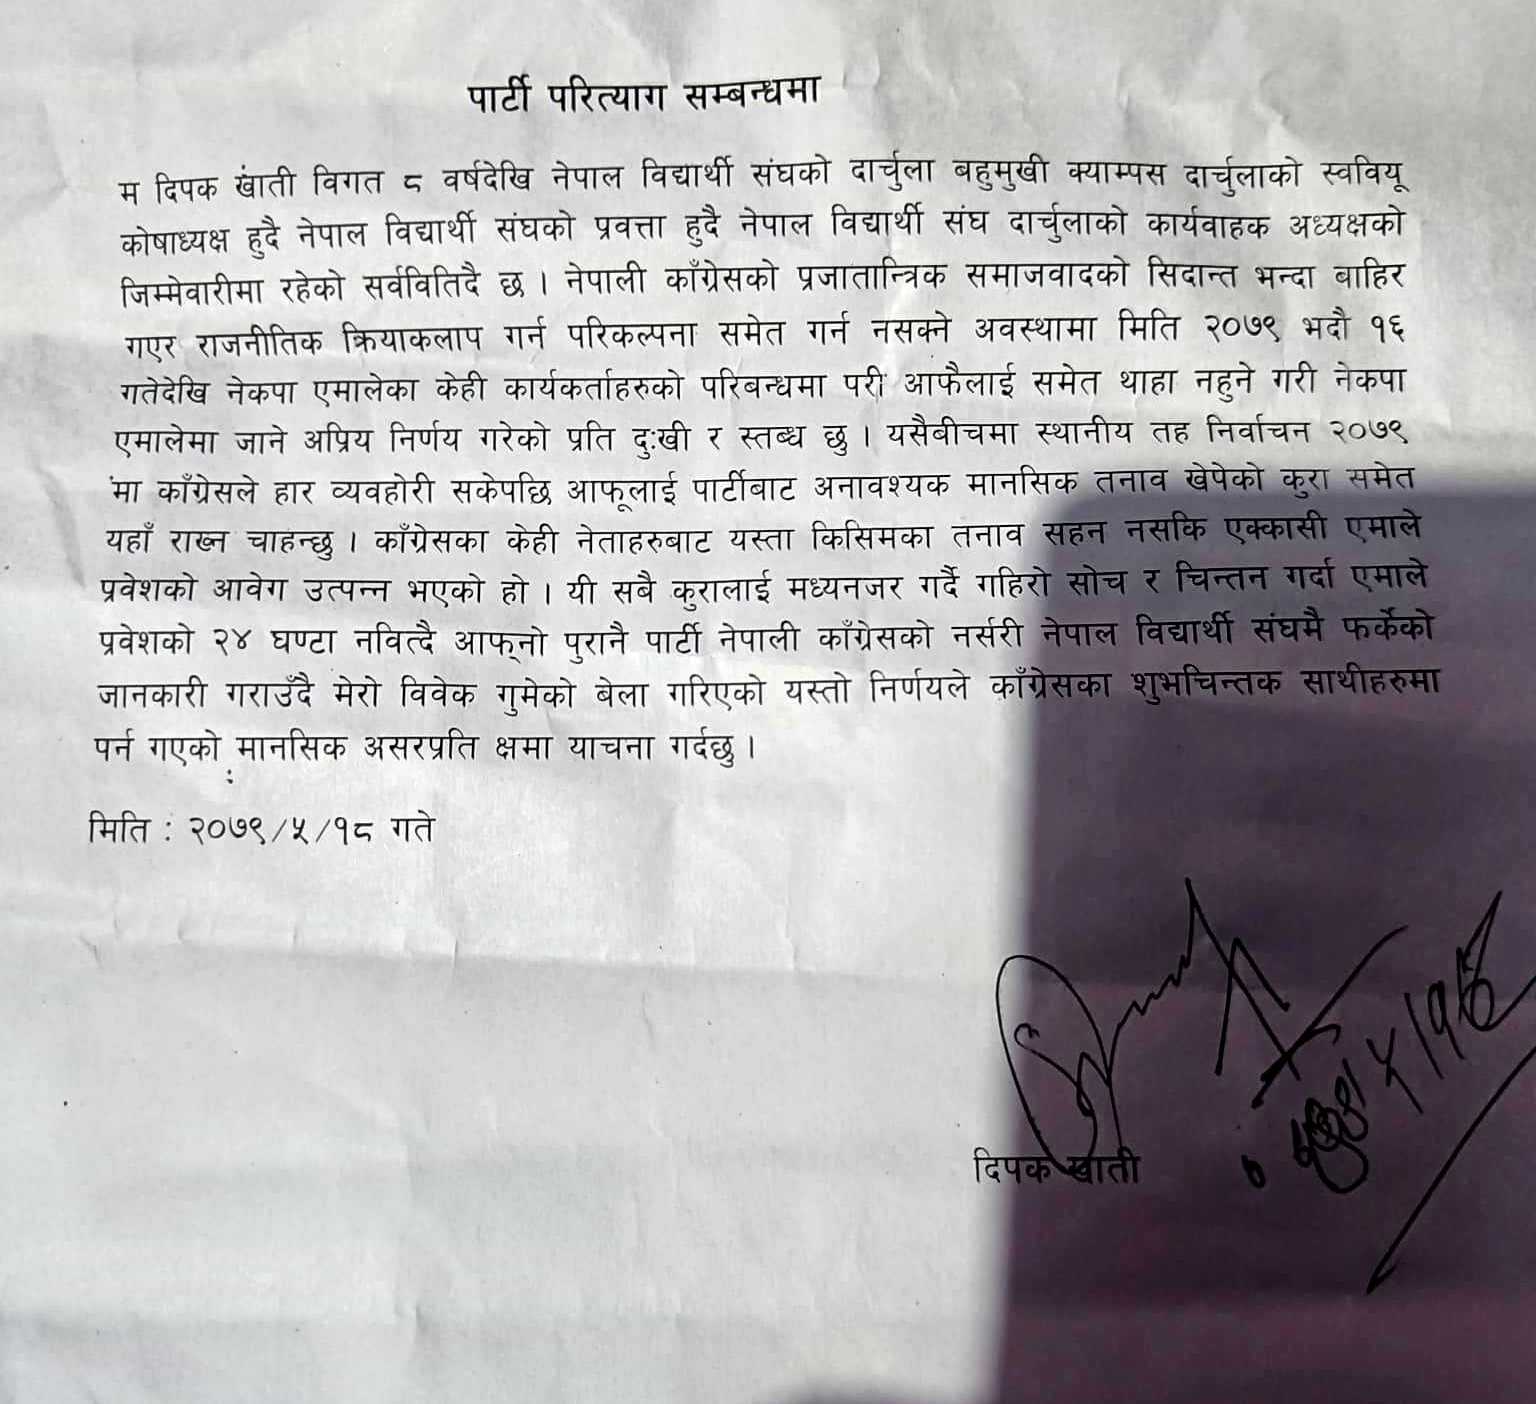 पार्टी परित्याग सम्बन्धमा
म दिपक खाती विगत ८ वर्षदेखि नेपाल विद्यार्थी संघको दार्चुला बहुमुखी क्याम्पस दार्चुलाको स्ववियू
कोषाध्यक्ष हुदै नेपाल विद्यार्थी संघको प्रवत्ता हुदै नेपाल विद्यार्थी संघ दार्चुलाको कार्यवाहक अध्यक्षको
जिम्मेवारीमा रहेको सर्ववितिदै छ । नेपाली काँग्रेसको प्रजातान्त्रिक समाजवादको सिदान्त भन्दा बाहिर
गएर राजनीतिक क्रियाकलाप गर्न परिकल्पना समेत गर्न नसक्ने अवस्थामा मिति २०७९ भदौ १६
गतेदेखि नेकपा एमालेका केही कार्यकर्ताहरुको परिबन्धमा परी आफैलाई समेत थाहा नहुने गरी नेकपा
एमालेमा जाने अप्रिय निर्णय गरेको प्रति दुःखी र स्तब्ध छु । यसैबीचमा स्थानीय तह निर्वाचन २०७९
मा काँग्रेसले हार व्यवहोरी सकेपछि आफूलाई पार्टीबाट अनावश्यक मानसिक तनाव खेपेको कुरा समेत
यहाँ राख्न चाहन्छु । काँग्रेसका केही नेताहरुबाट यस्ता किसिमका तनाव सहन नसकि एक्कासी एमाले
प्रवेशको आवेग उत्पन्न भएको हो । यी सबै कुरालाई मध्यनजर गर्दै गहिरो सोच र चिन्तन गर्दा एमाले
प्रवेशको २४ घण्टा नवित्दै आफ्नो पुरानै पार्टी नेपाली काँग्रेसको नर्सरी नेपाल विद्यार्थी संघमै फर्केको
जानकारी गराउँदै मेरो विवेक गुमेको बेला गरिएको यस्तो निर्णयले काँग्रेसका शुभचिन्तक साथीहरुमा
पर्न गएको मानसिक असरप्रति क्षमा याचना गर्दछु ।
मिति : २०७९/५/१८ गते
दिपक खाती